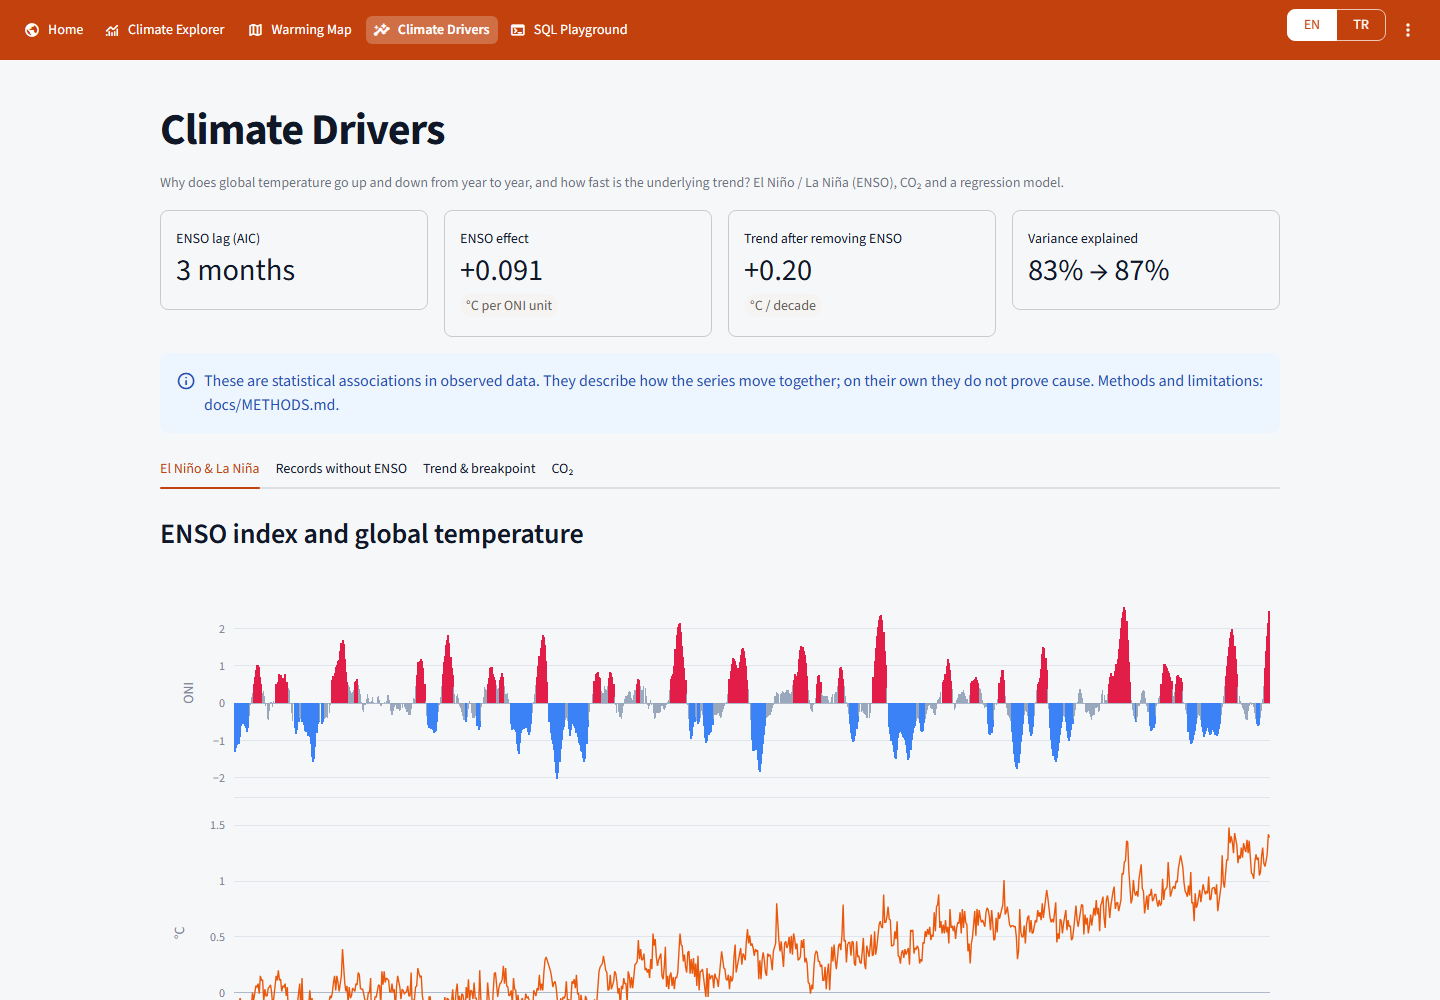 Home
Climate Explorer
Warming Map
Climate Drivers
SQL Playground
EN
TR
Climate Drivers
Why does global temperature go up and down from year to year, and how fast is the underlying trend? El Niño / La Niña (ENSO), CO₂ and a regression model.
ENSO lag (AIC)
3 months
ENSO effect
+0.091
°C per ONI unit
Trend after removing ENSO
+0.20
°C / decade
Variance explained
83% → 87%
These are statistical associations in observed data. They describe how the series move together; on their own they do not prove cause. Methods and limitations:
docs/METHODS.md.
El Niño & La Niña
Records without ENSO
Trend & breakpoint
CO₂
ENSO index and global temperature
2
1
0
−1
−2
ONI
1.5
1
0.5
0
°C